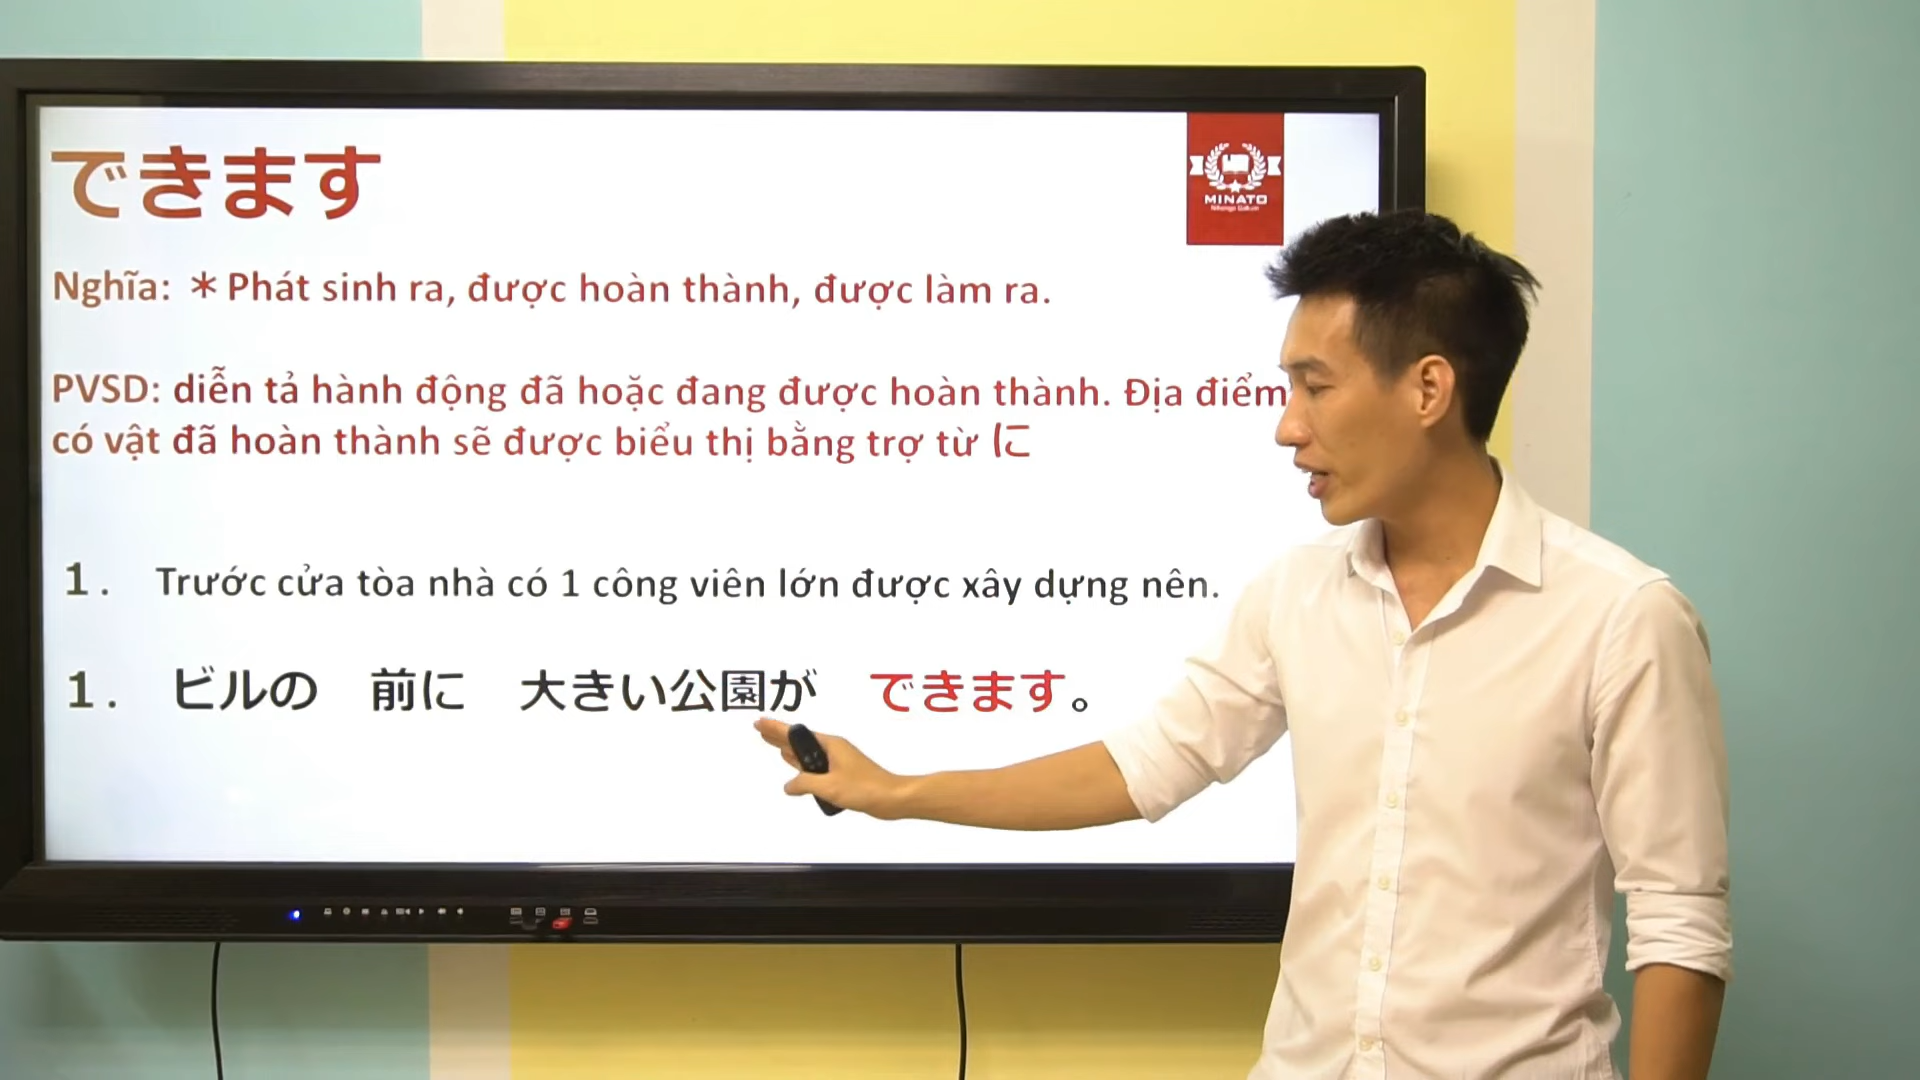 できます
MINATO
Nghĩa: ＊Phát sinh ra, được hoàn thành, được làm ra.
PVSD: diễn tả hành động đã hoặc đang được hoàn thành. Địa điểm
có vật đã hoàn thành sẽ được biểu thị bằng trợ từ に
１. Trước cửa tòa nhà có 1 công viên lớn được xây dựng nên.
１. ビルの　前に　大きい公園が　できます。